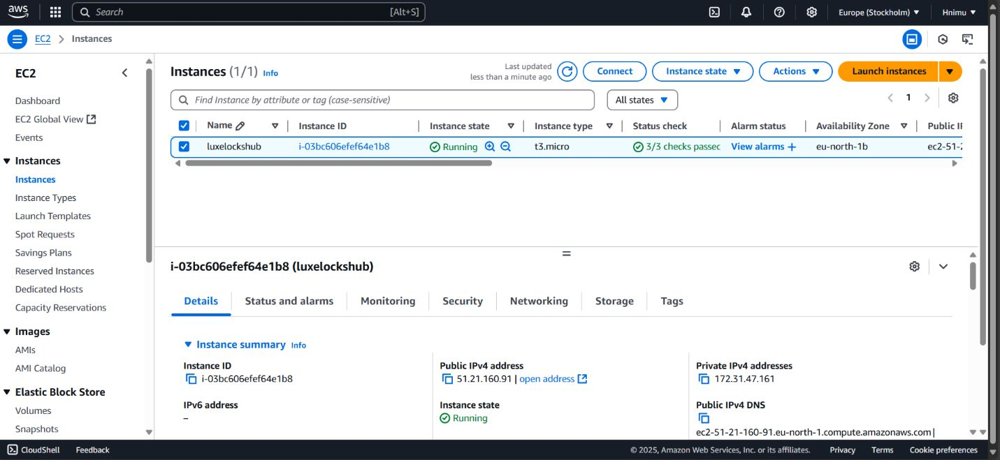 aws
Search [Alt+S]
Europe (Stockholm) ▼
Hnimu ▼
EC2 > Instances
EC2
Dashboard
EC2 Global View
Events
Instances
Instances
Instance Types
Launch Templates
Spot Requests
Savings Plans
Reserved Instances
Dedicated Hosts
Capacity Reservations
Images
AMIs
AMI Catalog
Elastic Block Store
Volumes
Snapshots
Instances (1/1) Info
Last updated
less than a minute ago
Connect
Instance state
Actions
Launch instances
Find Instance by attribute or tag (case-sensitive)
All states
1
Name Instance ID Instance state Instance type Status check Alarm status Availability Zone Public IP
luxelockshub i-03bc606efef64e1b8 Running t3.micro 3/3 checks passed View alarms + eu-north-1b ec2-51-2
i-03bc606efef64e1b8 (luxelockshub)
Details Status and alarms Monitoring Security Networking Storage Tags
Instance summary Info
Instance ID
i-03bc606efef64e1b8
IPv6 address
–
Public IPv4 address
51.21.160.91 | open address
Instance state
Running
Private IPv4 addresses
172.31.47.161
Public IPv4 DNS
ec2-51-21-160-91.eu-north-1.compute.amazonaws.com |
CloudShell Feedback
© 2025, Amazon Web Services, Inc. or its affiliates. Privacy Terms Cookie preferences